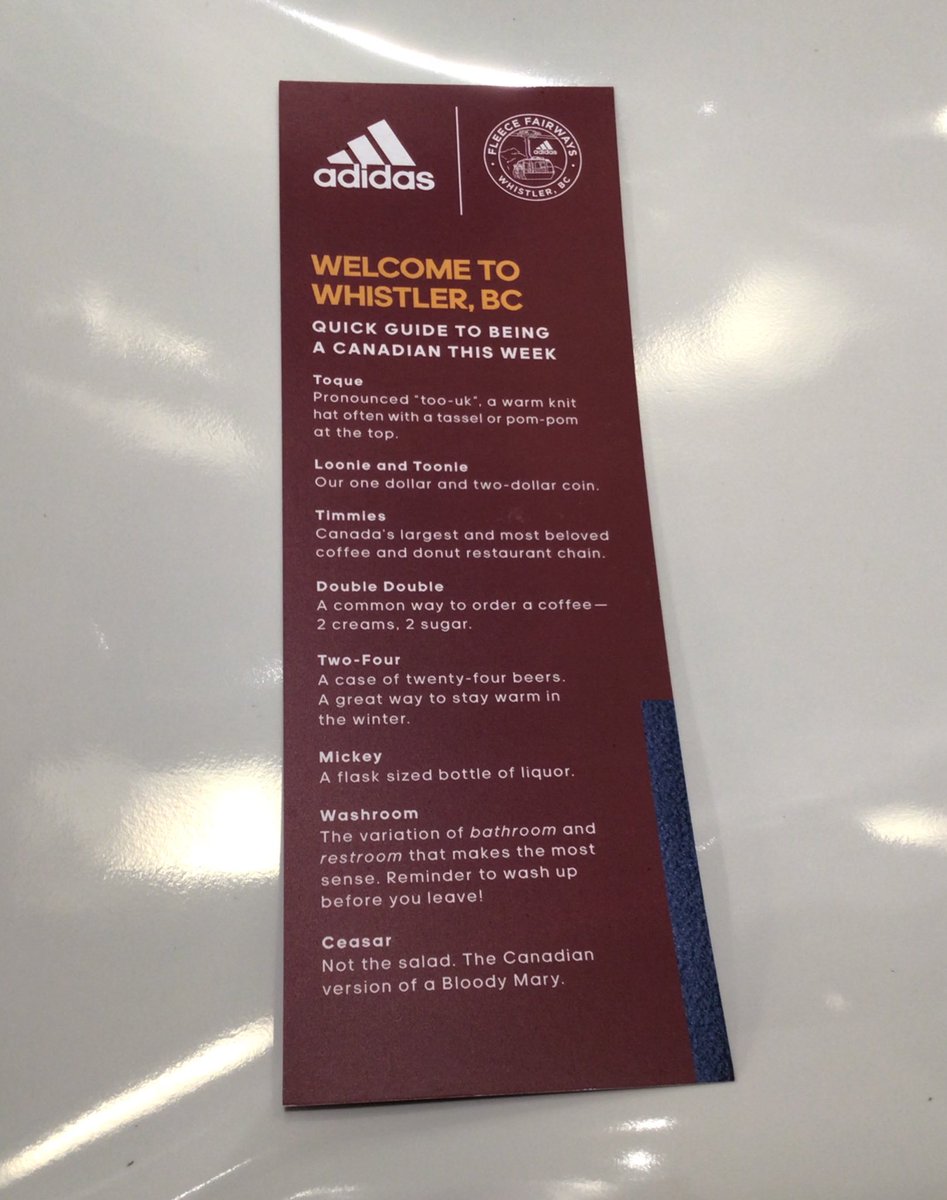 adidas
FLEECE FAIRWAYS
adidas
WHISTLER, BC
WELCOME TO
WHISTLER, BC
QUICK GUIDE TO BEING
A CANADIAN THIS WEEK
Toque
Pronounced "too-uk", a warm knit
hat often with a tassel or pom-pom
at the top.
Loonie and Toonie
Our one dollar and two-dollar coin.
Timmies
Canada's largest and most beloved
coffee and donut restaurant chain.
Double Double
A common way to order a coffee—
2 creams, 2 sugar.
Two-Four
A case of twenty-four beers.
A great way to stay warm in
the winter.
Mickey
A flask sized bottle of liquor.
Washroom
The variation of bathroom and
restroom that makes the most
sense. Reminder to wash up
before you leave!
Ceasar
Not the salad. The Canadian
version of a Bloody Mary.